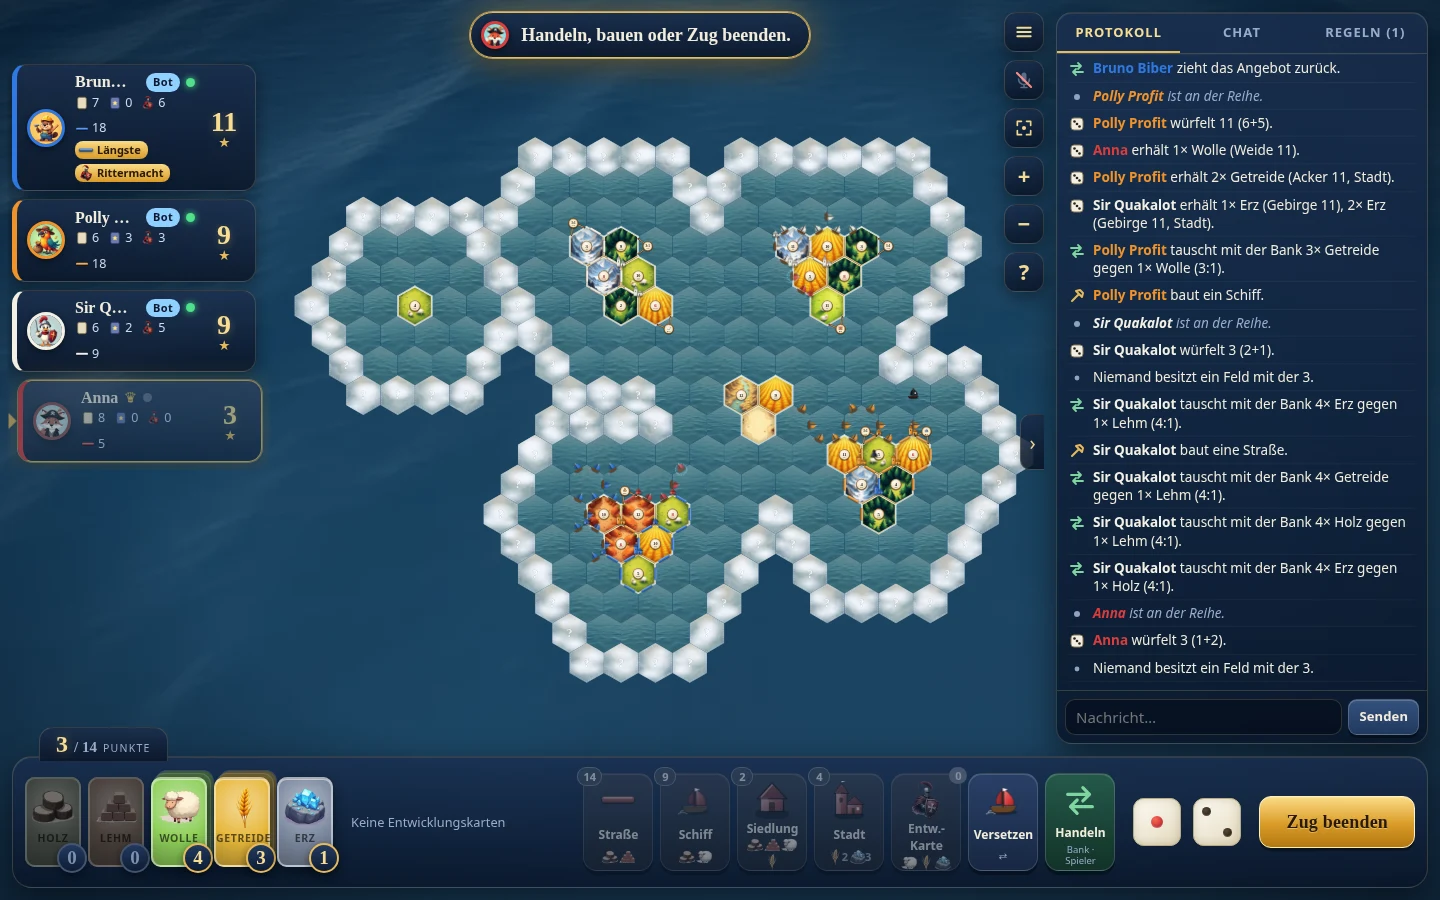 Handeln, bauen oder Zug beenden.
Brun… Bot
7 0 6
18
Längste
Rittermacht
11
Polly … Bot
6 3 3
18
9
Sir Q… Bot
6 2 5
9
9
Anna
8 0 0
5
3
+
−
?
PROTOKOLL CHAT REGELN (1)
Bruno Biber zieht das Angebot zurück.
Polly Profit ist an der Reihe.
Polly Profit würfelt 11 (6+5).
Anna erhält 1× Wolle (Weide 11).
Polly Profit erhält 2× Getreide (Acker 11, Stadt).
Sir Quakalot erhält 1× Erz (Gebirge 11), 2× Erz
(Gebirge 11, Stadt).
Polly Profit tauscht mit der Bank 3× Getreide
gegen 1× Wolle (3:1).
Polly Profit baut ein Schiff.
Sir Quakalot ist an der Reihe.
Sir Quakalot würfelt 3 (2+1).
Niemand besitzt ein Feld mit der 3.
Sir Quakalot tauscht mit der Bank 4× Erz gegen
1× Lehm (4:1).
Sir Quakalot baut eine Straße.
Sir Quakalot tauscht mit der Bank 4× Getreide
gegen 1× Lehm (4:1).
Sir Quakalot tauscht mit der Bank 4× Holz gegen
1× Lehm (4:1).
Sir Quakalot tauscht mit der Bank 4× Erz gegen
1× Holz (4:1).
Anna ist an der Reihe.
Anna würfelt 3 (1+2).
Niemand besitzt ein Feld mit der 3.
Nachricht…
Senden
3 / 14 PUNKTE
HOLZ 0
LEHM 0
WOLLE 4
GETREIDE 3
ERZ 1
Keine Entwicklungskarten
14
Straße
9
Schiff
2
Siedlung
4
Stadt
2 3
0
Entw.-
Karte
Versetzen
Handeln
Bank ·
Spieler
Zug beenden